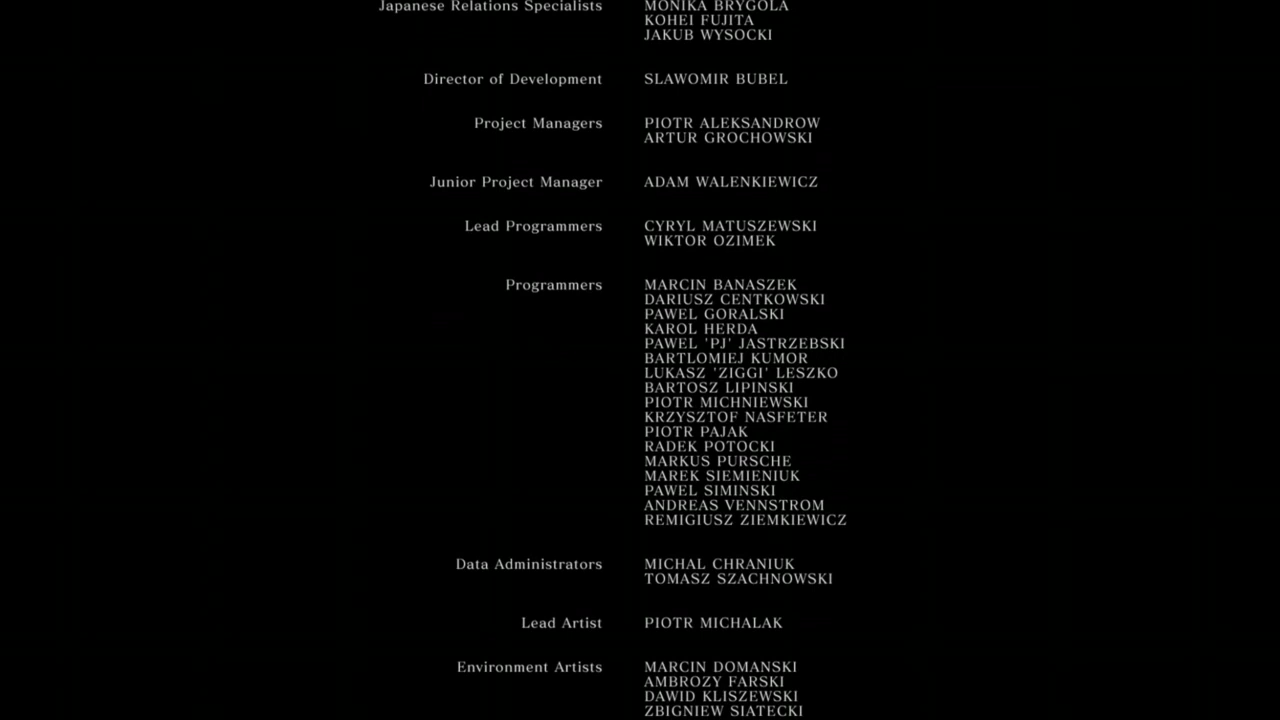 Japanese Relations Specialists MONIKA BRYGOLA
KOHEI FUJITA
JAKUB WYSOCKI
Director of Development SLAWOMIR BUBEL
Project Managers PIOTR ALEKSANDROW
ARTUR GROCHOWSKI
Junior Project Manager ADAM WALENKIEWICZ
Lead Programmers CYRYL MATUSZEWSKI
WIKTOR OZIMEK
Programmers MARCIN BANASZEK
DARIUSZ CENTKOWSKI
PAWEL GORALSKI
KAROL HERDA
PAWEL 'PJ' JASTRZEBSKI
BARTLOMIEJ KUMOR
LUKASZ 'ZIGGI' LESZKO
BARTOSZ LIPINSKI
PIOTR MICHNIEWSKI
KRZYSZTOF NASFETER
PIOTR PAJAK
RADEK POTOCKI
MARKUS PURSCHE
MAREK SIEMIENIUK
PAWEL SIMINSKI
ANDREAS VENNSTROM
REMIGIUSZ ZIEMKIEWICZ
Data Administrators MICHAL CHRANIUK
TOMASZ SZACHNOWSKI
Lead Artist PIOTR MICHALAK
Environment Artists MARCIN DOMANSKI
AMBROZY FARSKI
DAWID KLISZEWSKI
ZBIGNIEW SIATECKI